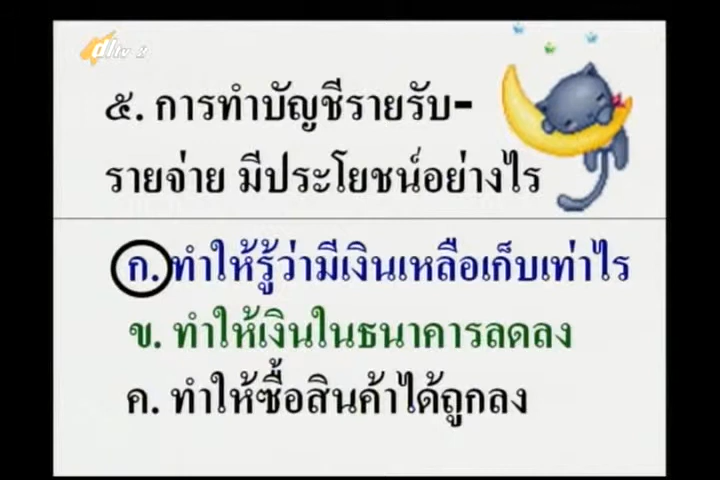 dltv
๕. การทำบัญชีรายรับ-
รายจ่าย มีประโยชน์อย่างไร
ก. ทำให้รู้ว่ามีเงินเหลือเก็บเท่าไร
ข. ทำให้เงินในธนาคารลดลง
ค. ทำให้ซื้อสินค้าได้ถูกลง